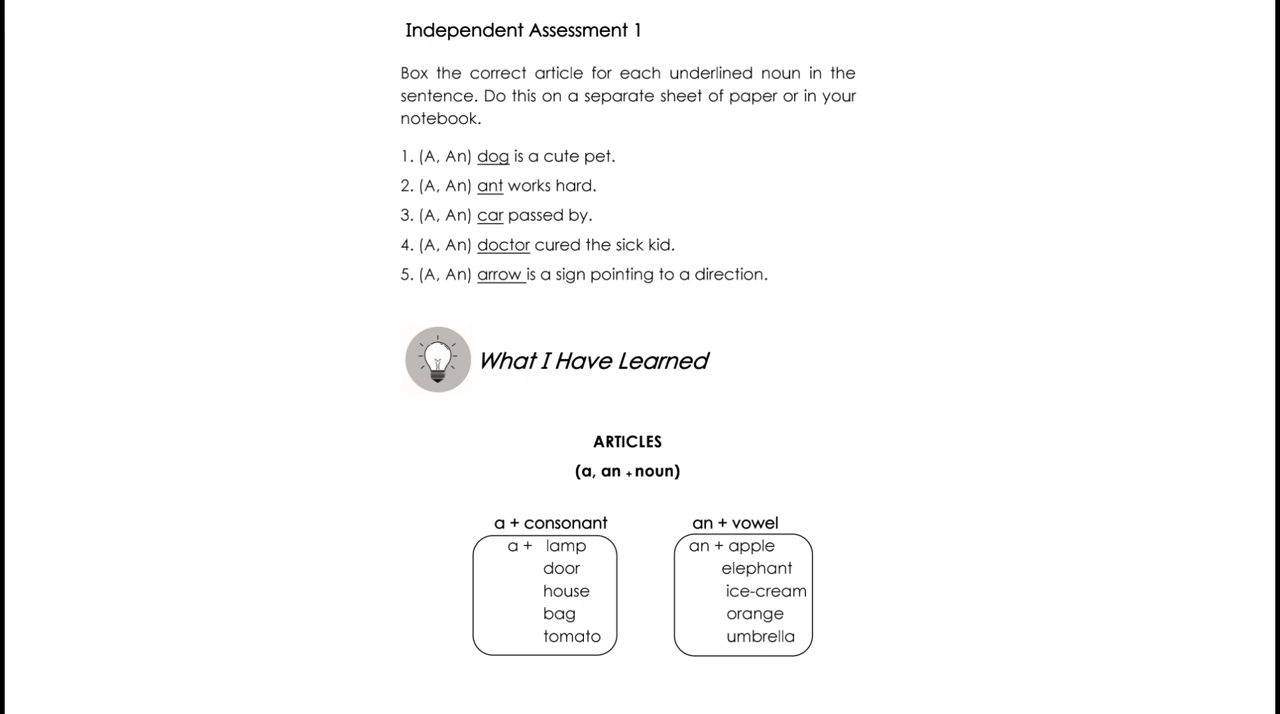 Independent Assessment 1
Box the correct article for each underlined noun in the
sentence. Do this on a separate sheet of paper or in your
notebook.
1. (A, An) dog is a cute pet.
2. (A, An) ant works hard.
3. (A, An) car passed by.
4. (A, An) doctor cured the sick kid.
5. (A, An) arrow is a sign pointing to a direction.
What I Have Learned
ARTICLES
(a, an + noun)
a + consonant
a + lamp
door
house
bag
tomato
an + vowel
an + apple
elephant
ice-cream
orange
umbrella